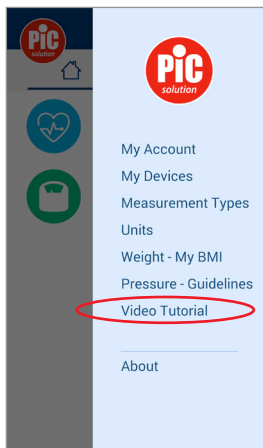 PiC
solution
PiC
solution
My Account
My Devices
Measurement Types
Units
Weight - My BMI
Pressure - Guidelines
Video Tutorial
About